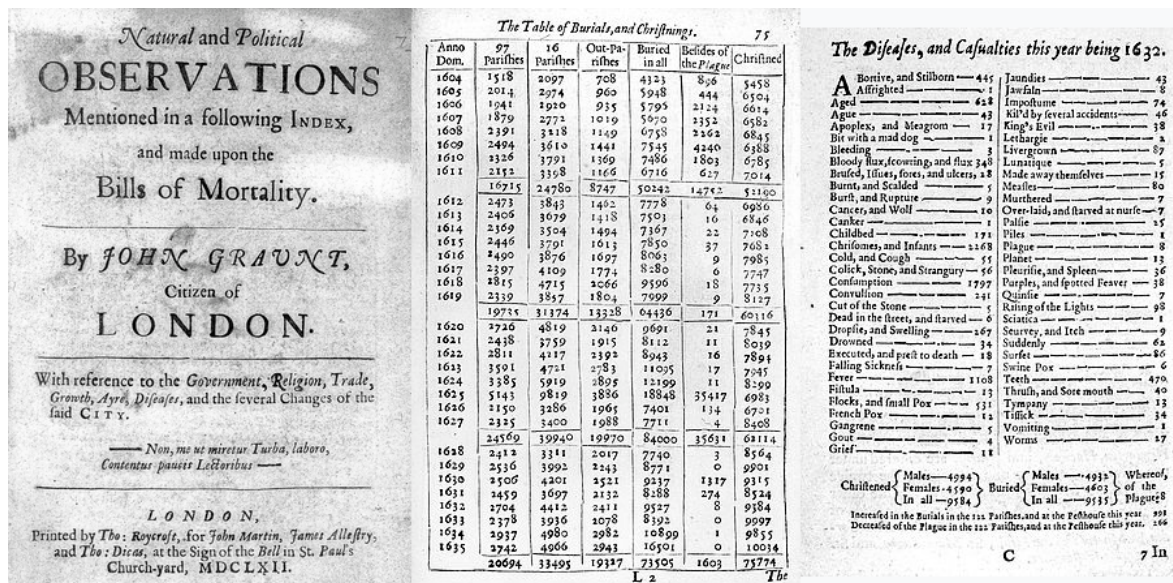 Natural and Political
OBSERVATIONS
Mentioned in a following INDEX,
and made upon the
Bills of Mortality.
By JOHN GRAUNT,
Citizen of
LONDON.
With reference to the Government, Religion, Trade,
Growth, Ayre, Diſeaſes, and the ſeveral Changes of the
ſaid CITY.
—— Non, me ut miretur Turba, laboro,
Contentus paucis Lectoribus ——
LONDON,
Printed by Tho: Roycroft, for John Martin, James Alleſtry,
and Tho: Dicas, at the Sign of the Bell in St. Paul's
Church-yard, MDCLXII.
The Table of Burials, and Chriſtnings. 75
Anno Dom. 97 Pariſhes 16 Pariſhes Out-Pariſhes Buried in all Beſides of the Plague Chriſtned
1604 1518 2097 708 4323 896 5458
1605 2014 2974 960 5948 444 6504
1606 1941 2920 935 5796 2124 6614
1607 1879 2772 1019 5670 2352 6582
1608 2391 3218 1149 6758 2262 6845
1609 2494 3610 1441 7545 4240 6388
1610 2326 3791 1369 7486 1803 6785
1611 2152 3398 1166 6716 627 7014
16715 24780 8747 50242 14752 52190
1612 2473 3843 1462 7778 64 6986
1613 2406 3679 1418 7503 16 6846
1614 2369 3504 1494 7367 22 7208
1615 2446 3791 1613 7850 37 7682
1616 2490 3876 1697 8063 9 7985
1617 2397 4109 1774 8280 6 7747
1618 2815 4715 2066 9596 18 7735
1619 2339 3857 1804 7999 9 8127
19735 31374 13328 64436 171 60316
1620 2726 4819 2146 9691 21 7845
1621 2438 3759 1915 8112 11 8039
1622 2811 4217 2392 8943 16 7894
1623 3591 4721 2783 11095 17 7945
1624 3385 5919 2895 12199 11 8299
1625 5143 9819 3886 18848 35417 6983
1626 2150 3286 1965 7401 134 6701
1627 2325 3400 1988 7711 4 8408
24569 39940 19970 84000 35631 62114
1628 2412 3311 2017 7740 3 8564
1629 2536 3992 2243 8771 0 9901
1630 2506 4201 2521 9237 1317 9315
1631 2459 3697 2132 8288 274 8524
1632 2704 4412 2411 9527 8 9584
1633 2378 3936 2078 8392 0 9997
1634 2937 4980 2982 10899 1 9855
1635 2742 4966 2943 16501 0 10034
20694 33495 19327 73505 1603 75774
L 2 The
The Diſeaſes, and Caſualties this year being 1632.
ABortive, and Stilborn — 445
Affrighted — 1
Aged — 628
Ague — 43
Apoplex, and Meagrom — 17
Bit with a mad dog — 1
Bleeding — 3
Bloody flux, ſcowring, and flux 348
Bruſed, Iſſues, ſores, and ulcers, 28
Burnt, and Scalded — 5
Burſt, and Rupture — 9
Cancer, and Wolf — 10
Canker — 1
Childbed — 171
Chriſomes, and Infants — 2268
Cold, and Cough — 55
Colick, Stone, and Strangury — 56
Conſumption — 1797
Convulſion — 241
Cut of the Stone — 5
Dead in the ſtreet, and ſtarved — 6
Dropſie, and Swelling — 267
Drowned — 34
Executed, and preſt to death — 18
Falling Sickneſs — 7
Fever — 1108
Fiſtula — 13
Flocks, and ſmall Pox — 531
French Pox — 12
Gangrene — 5
Gout — 4
Grief — 11
Jaundies — 43
Jawfaln — 8
Impoſtume — 74
Kil'd by ſeveral accidents — 46
King's Evil — 38
Lethargie — 2
Livergrown — 87
Lunatique — 5
Made away themſelves — 15
Meaſles — 80
Murthered — 7
Over-laid, and ſtarved at nurſe — 7
Palſie — 25
Piles — 1
Plague — 8
Planet — 13
Pleuriſie, and Spleen — 36
Purples, and ſpotted Feaver — 38
Quinſie — 7
Riſing of the Lights — 98
Sciatica — 1
Scurvey, and Itch — 9
Suddenly — 62
Surfet — 86
Swine Pox — 6
Teeth — 470
Thruſh, and Sore mouth — 40
Tympany — 13
Tiſſick — 34
Vomiting — 1
Worms — 27
Chriſtened { Males — 4994 Females — 4590 In all — 9584 }
Buried { Males — 4932 Females — 4603 In all — 9535 }
Whereof, of the Plague 8
Increaſed in the Burials in the 122 Pariſhes, and at the Peſthouſe this year 993
Decreaſed of the Plague in the 122 Pariſhes, and at the Peſthouſe this year 266
C 7 In